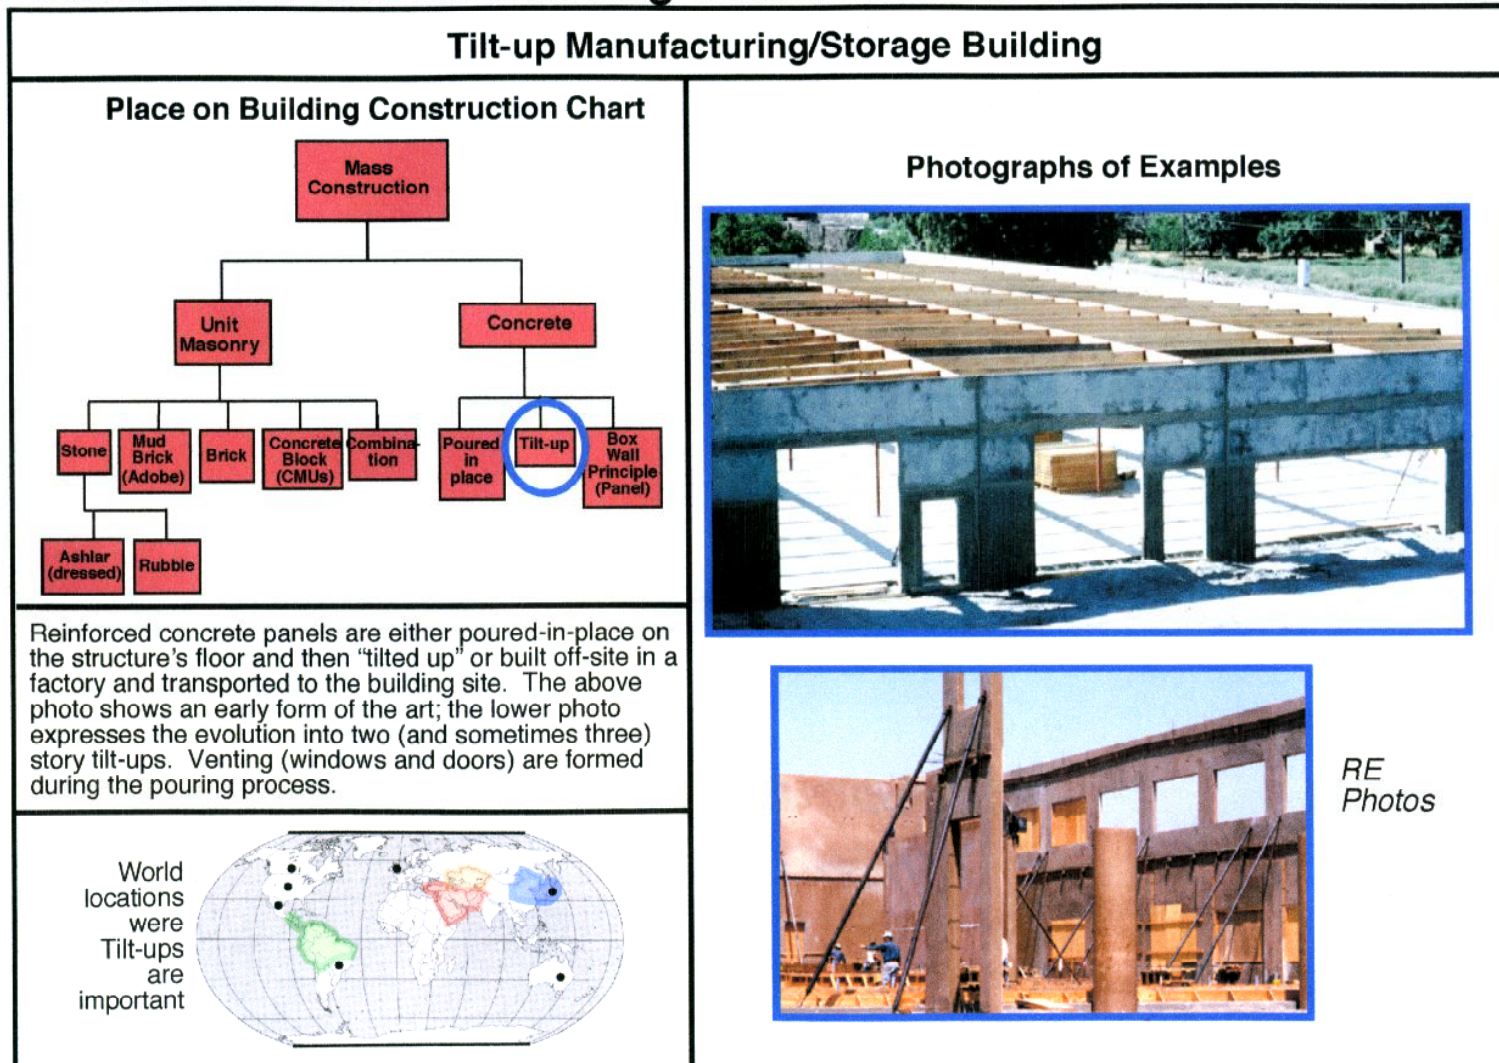 Tilt-up Manufacturing/Storage Building
Place on Building Construction Chart
Mass
Construction
Unit
Masonry
Concrete
Stone
Mud
Brick
(Adobe)
Brick
Concrete
Block
(CMUs)
Combina-
tion
Poured
in
place
Tilt-up
Box
Wall
Principle
(Panel)
Ashlar
(dressed)
Rubble
Reinforced concrete panels are either poured-in-place on
the structure's floor and then “tilted up” or built off-site in a
factory and transported to the building site. The above
photo shows an early form of the art; the lower photo
expresses the evolution into two (and sometimes three)
story tilt-ups. Venting (windows and doors) are formed
during the pouring process.
World
locations
were
Tilt-ups
are
important
Photographs of Examples
RE
Photos